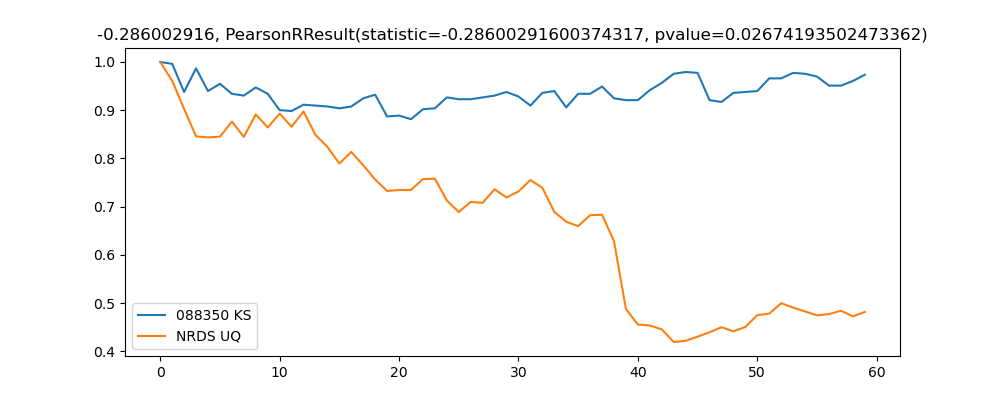 -0.286002916, PearsonRResult(statistic=-0.28600291600374317, pvalue=0.02674193502473362)
1.0
0.9
0.8
0.7
0.6
0.5
0.4
088350 KS
NRDS UQ
0 10 20 30 40 50 60